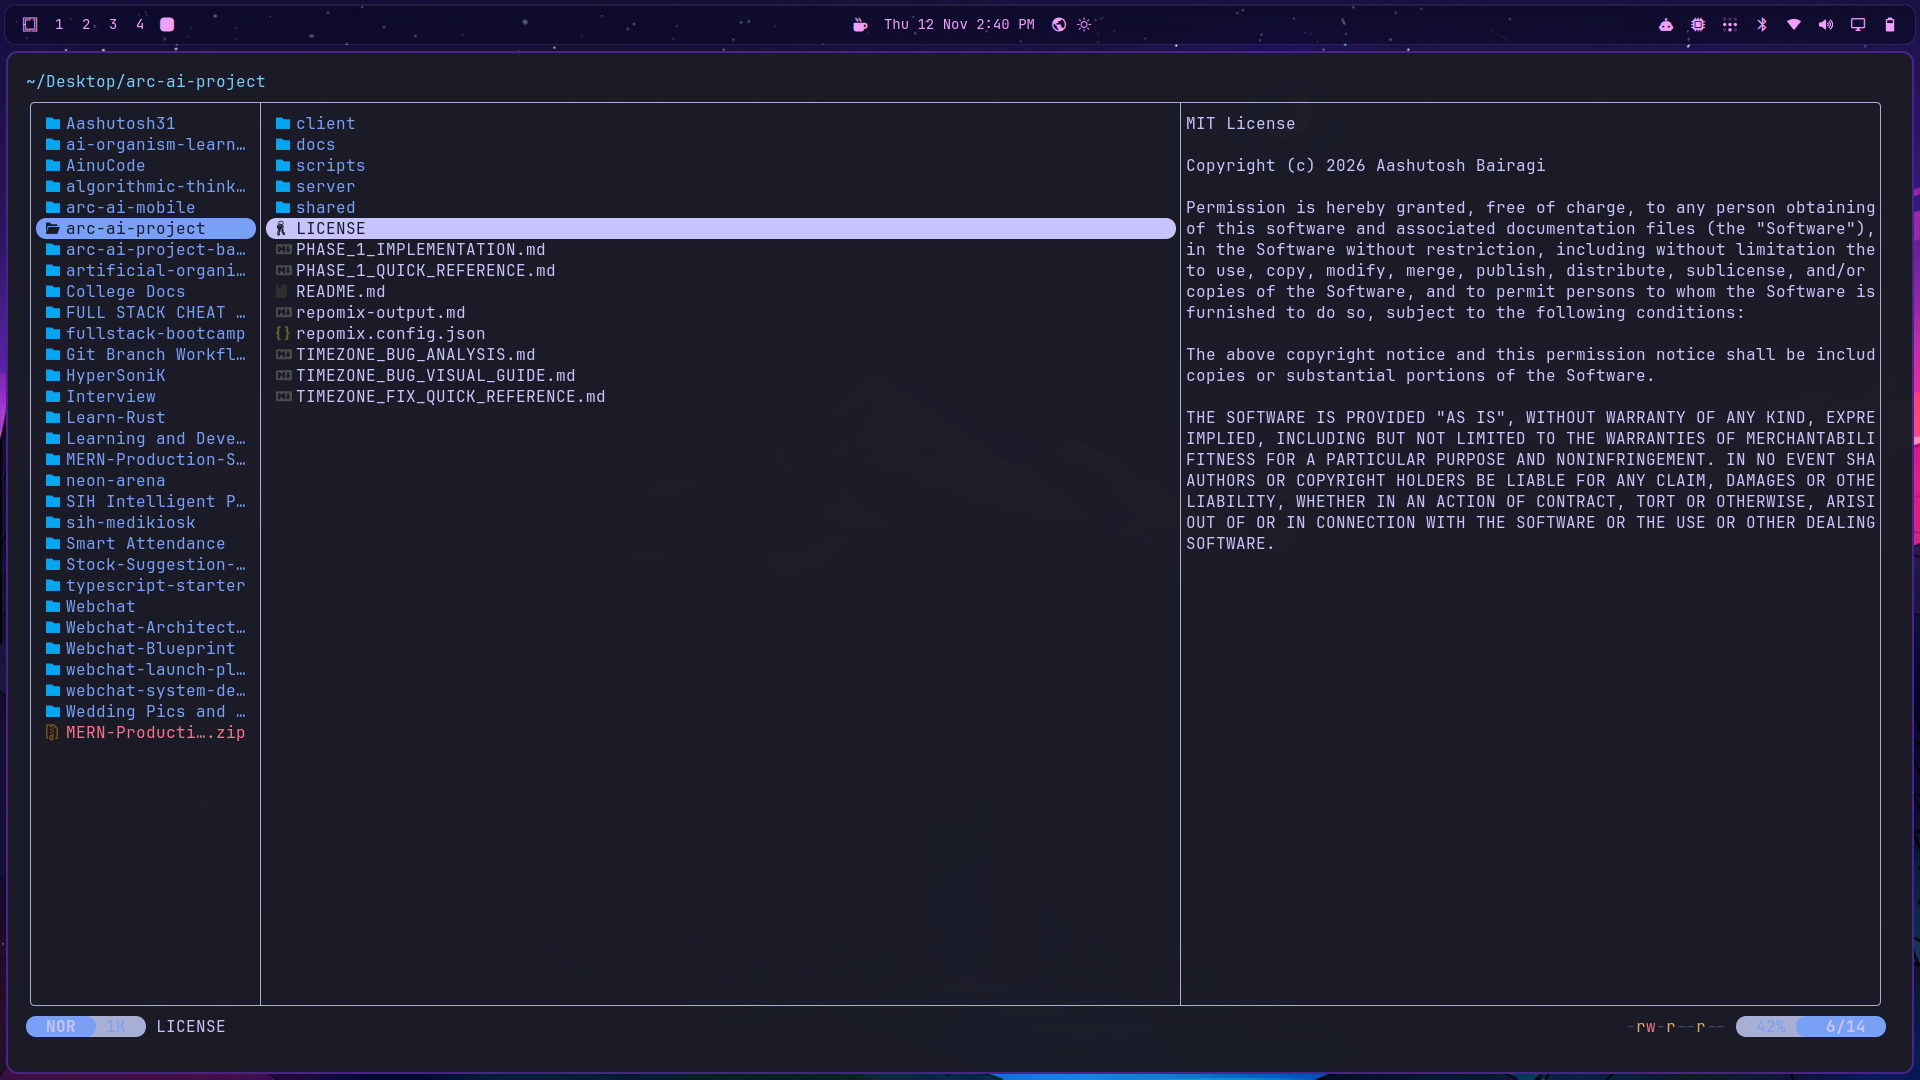 1 2 3 4
Thu 12 Nov 2:40 PM
~/Desktop/arc-ai-project
Aashutosh31
ai-organism-learn…
AinuCode
algorithmic-think…
arc-ai-mobile
arc-ai-project
arc-ai-project-ba…
artificial-organi…
College Docs
FULL STACK CHEAT …
fullstack-bootcamp
Git Branch Workfl…
HyperSoniK
Interview
Learn-Rust
Learning and Deve…
MERN-Production-S…
neon-arena
SIH Intelligent P…
sih-medikiosk
Smart Attendance
Stock-Suggestion-…
typescript-starter
Webchat
Webchat-Architect…
Webchat-Blueprint
webchat-launch-pl…
webchat-system-de…
Wedding Pics and …
MERN-Producti….zip
client
docs
scripts
server
shared
LICENSE
PHASE_1_IMPLEMENTATION.md
PHASE_1_QUICK_REFERENCE.md
README.md
repomix-output.md
repomix.config.json
TIMEZONE_BUG_ANALYSIS.md
TIMEZONE_BUG_VISUAL_GUIDE.md
TIMEZONE_FIX_QUICK_REFERENCE.md
MIT License
Copyright (c) 2026 Aashutosh Bairagi
Permission is hereby granted, free of charge, to any person obtaining
of this software and associated documentation files (the "Software"),
in the Software without restriction, including without limitation the
to use, copy, modify, merge, publish, distribute, sublicense, and/or
copies of the Software, and to permit persons to whom the Software is
furnished to do so, subject to the following conditions:
The above copyright notice and this permission notice shall be includ
copies or substantial portions of the Software.
THE SOFTWARE IS PROVIDED "AS IS", WITHOUT WARRANTY OF ANY KIND, EXPRE
IMPLIED, INCLUDING BUT NOT LIMITED TO THE WARRANTIES OF MERCHANTABILI
FITNESS FOR A PARTICULAR PURPOSE AND NONINFRINGEMENT. IN NO EVENT SHA
AUTHORS OR COPYRIGHT HOLDERS BE LIABLE FOR ANY CLAIM, DAMAGES OR OTHE
LIABILITY, WHETHER IN AN ACTION OF CONTRACT, TORT OR OTHERWISE, ARISI
OUT OF OR IN CONNECTION WITH THE SOFTWARE OR THE USE OR OTHER DEALING
SOFTWARE.
NOR 1K LICENSE
-rw-r--r-- 42% 6/14